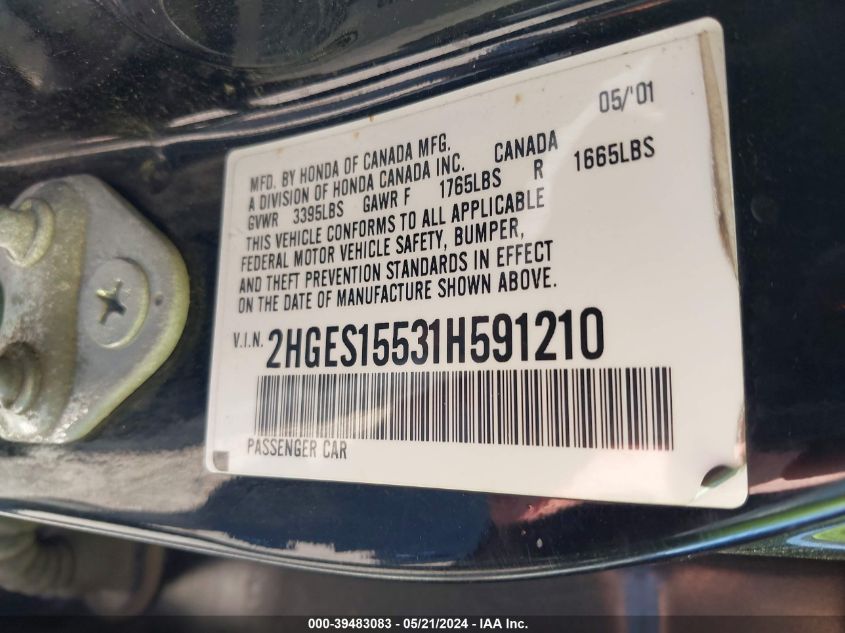 05/'01
MFD. BY HONDA OF CANADA MFG.
A DIVISION OF HONDA CANADA INC. CANADA
GVWR 3395LBS GAWR F 1765LBS R 1665LBS
THIS VEHICLE CONFORMS TO ALL APPLICABLE
FEDERAL MOTOR VEHICLE SAFETY, BUMPER,
AND THEFT PREVENTION STANDARDS IN EFFECT
ON THE DATE OF MANUFACTURE SHOWN ABOVE.
V.I.N. 2HGES15531H591210
PASSENGER CAR
000-39483083 - 05/21/2024 - IAA Inc.